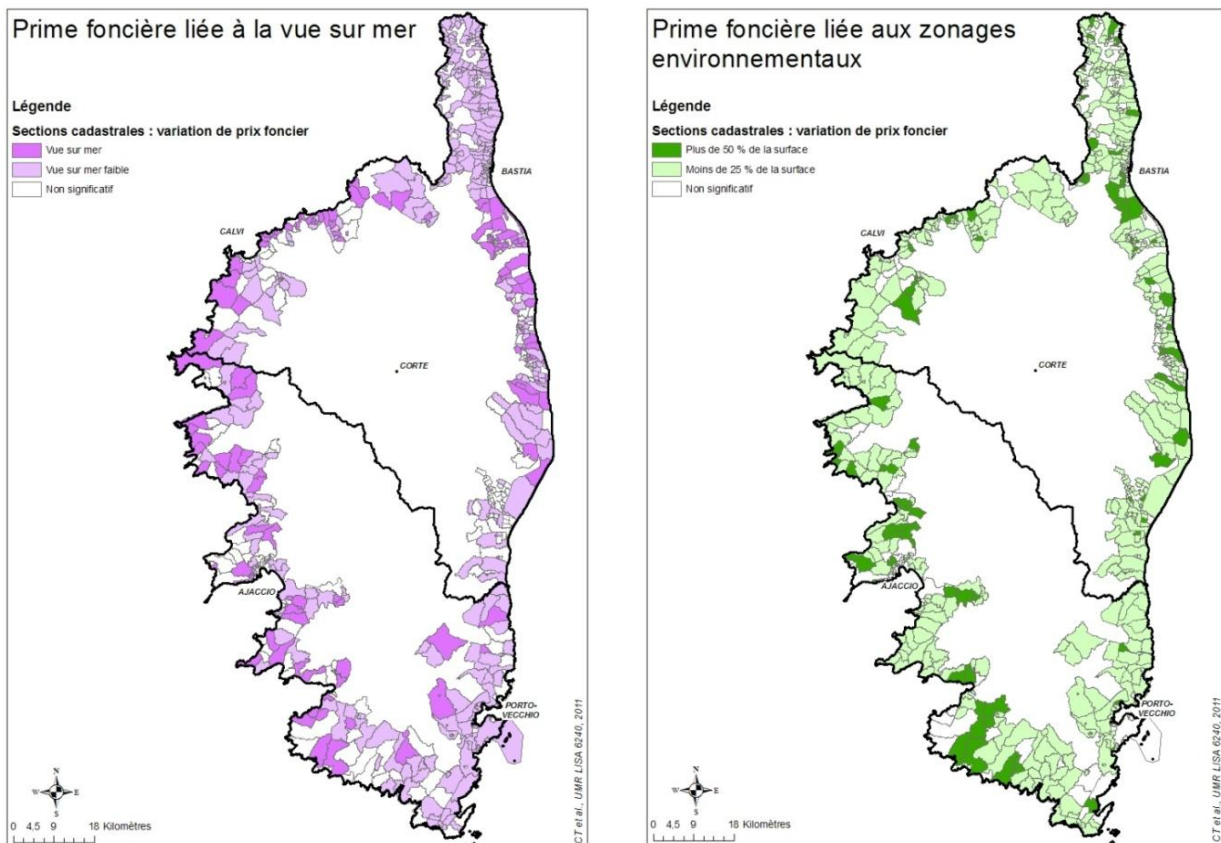 Prime foncière liée à la vue sur mer
Légende
Sections cadastrales : variation de prix foncier
Vue sur mer
Vue sur mer faible
Non significatif
BASTIA
CALVI
CORTE
AJACCIO
PORTO-
VECCHIO
N
W E
S
0 4,5 9 18 Kilomètres
CT et al., UMR LISA 6240, 2011
Prime foncière liée aux zonages
environnementaux
Légende
Sections cadastrales : variation de prix foncier
Plus de 50 % de la surface
Moins de 25 % de la surface
Non significatif
BASTIA
CALVI
CORTE
AJACCIO
PORTO-
VECCHIO
N
W E
S
0 4,5 9 18 Kilomètres
CT et al., UMR LISA 6240, 2011